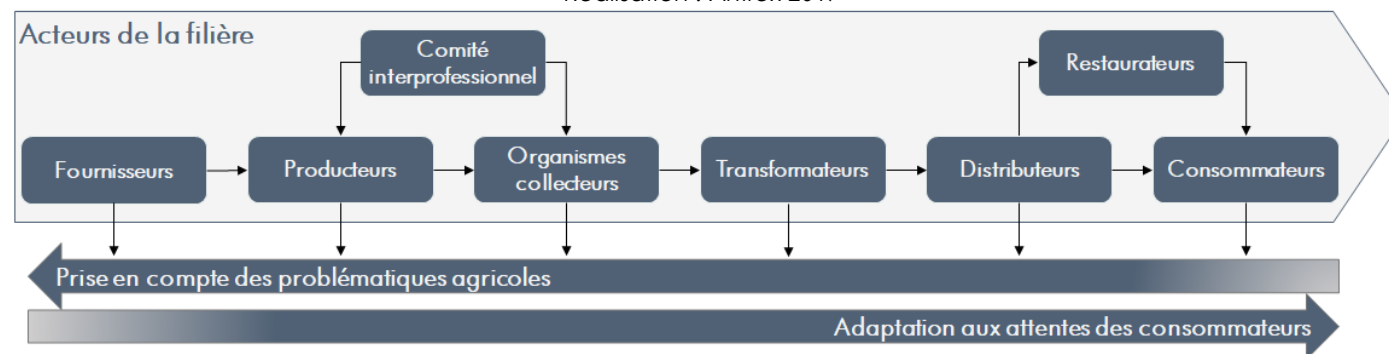 Acteurs de la filière
Comité
interprofessionnel
Restaurateurs
Fournisseurs
Producteurs
Organismes
collecteurs
Transformateurs
Distributeurs
Consommateurs
Prise en compte des problématiques agricoles
Adaptation aux attentes des consommateurs